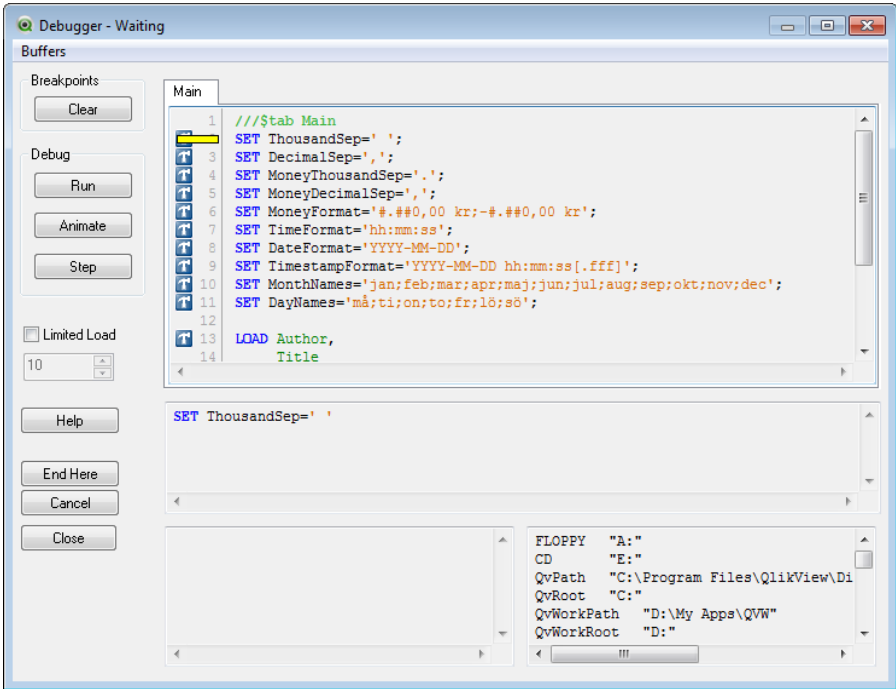 Debugger - Waiting
Buffers
Breakpoints
Clear
Debug
Run
Animate
Step
Limited Load
10
Help
End Here
Cancel
Close
Main
1 ///$tab Main
SET ThousandSep=' ';
3 SET DecimalSep=',';
4 SET MoneyThousandSep='.';
5 SET MoneyDecimalSep=',';
6 SET MoneyFormat='#.##0,00 kr;-#.##0,00 kr';
7 SET TimeFormat='hh:mm:ss';
8 SET DateFormat='YYYY-MM-DD';
9 SET TimestampFormat='YYYY-MM-DD hh:mm:ss[.fff]';
10 SET MonthNames='jan;feb;mar;apr;maj;jun;jul;aug;sep;okt;nov;dec';
11 SET DayNames='må;ti;on;to;fr;lö;sö';
12
13 LOAD Author,
14 Title
SET ThousandSep=' '
FLOPPY "A:"
CD "E:"
QvPath "C:\Program Files\QlikView\Di
QvRoot "C:"
QvWorkPath "D:\My Apps\QVW"
QvWorkRoot "D:"